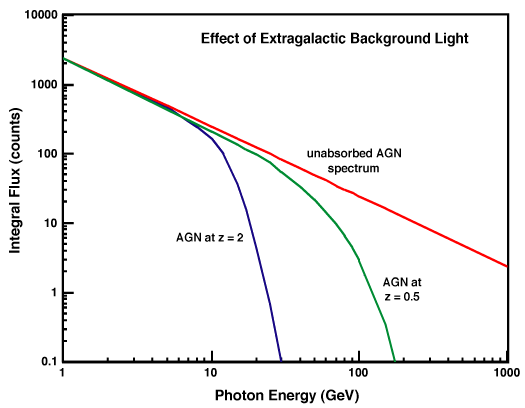 Effect of Extragalactic Background Light
Integral Flux (counts)
10000
1000
100
10
1
0.1
unabsorbed AGN
spectrum
AGN at z = 2
AGN at
z = 0.5
1
10
100
1000
Photon Energy (GeV)